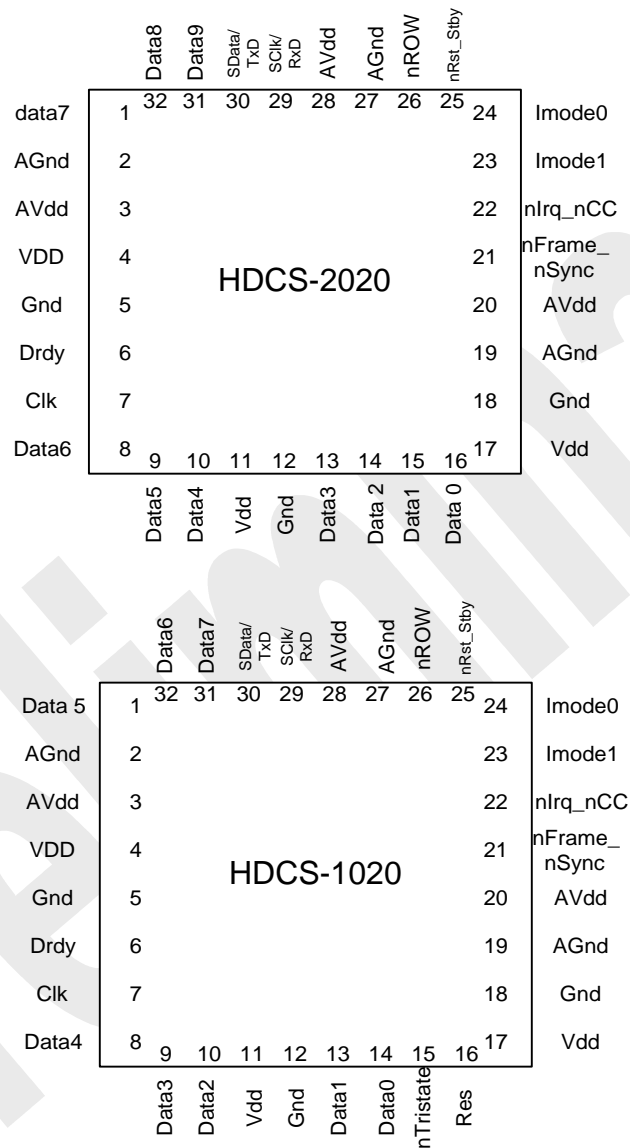 Data8
Data9
SData/
TxD
SClk/
RxD
AVdd
AGnd
nROW
nRst_Stby
32 31 30 29 28 27 26 25
data7 1 24 Imode0
AGnd 2 23 Imode1
AVdd 3 22 nIrq_nCC
VDD 4 21 nFrame_
nSync
HDCS-2020
Gnd 5 20 AVdd
Drdy 6 19 AGnd
Clk 7 18 Gnd
Data6 8 17 Vdd
9 10 11 12 13 14 15 16
Data5
Data4
Vdd
Gnd
Data3
Data 2
Data1
Data 0
Data6
Data7
SData/
TxD
SClk/
RxD
AVdd
AGnd
nROW
nRst_Stby
32 31 30 29 28 27 26 25
Data 5 1 24 Imode0
AGnd 2 23 Imode1
AVdd 3 22 nIrq_nCC
VDD 4 21 nFrame_
nSync
HDCS-1020
Gnd 5 20 AVdd
Drdy 6 19 AGnd
Clk 7 18 Gnd
Data4 8 17 Vdd
9 10 11 12 13 14 15 16
Data3
Data2
Vdd
Gnd
Data1
Data0
nTristate
Res